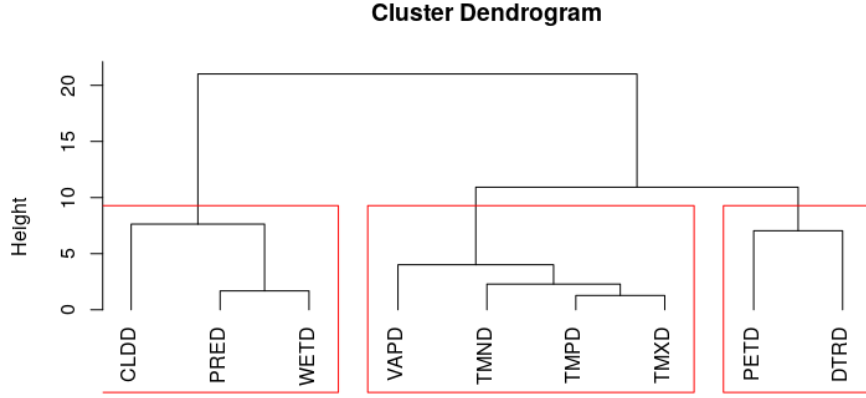 Cluster Dendrogram
Height
20
15
10
5
0
CLDD
PRED
WETD
VAPD
TMND
TMPD
TMXD
PETD
DTRD